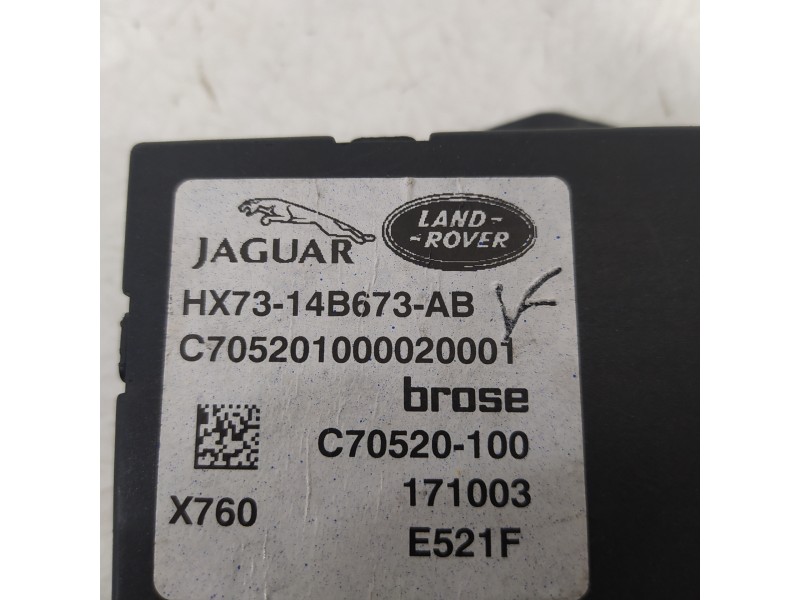 JAGUAR
LAND-
-ROVER
HX73-14B673-AB
C705201000020001
brose
C70520-100
171003
X760
E521F